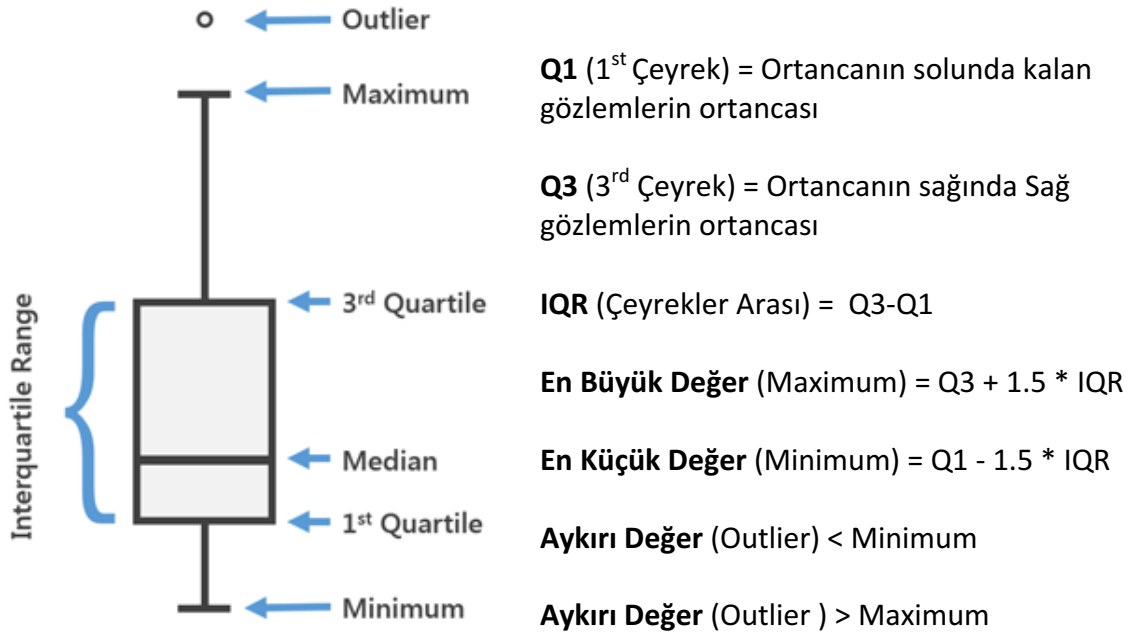 Outlier
Maximum
3rd Quartile
Interquartile Range
Median
1st Quartile
Minimum
Q1 (1st Çeyrek) = Ortancanın solunda kalan
gözlemlerin ortancası
Q3 (3rd Çeyrek) = Ortancanın sağında Sağ
gözlemlerin ortancası
IQR (Çeyrekler Arası) = Q3-Q1
En Büyük Değer (Maximum) = Q3 + 1.5 * IQR
En Küçük Değer (Minimum) = Q1 - 1.5 * IQR
Aykırı Değer (Outlier) < Minimum
Aykırı Değer (Outlier ) > Maximum